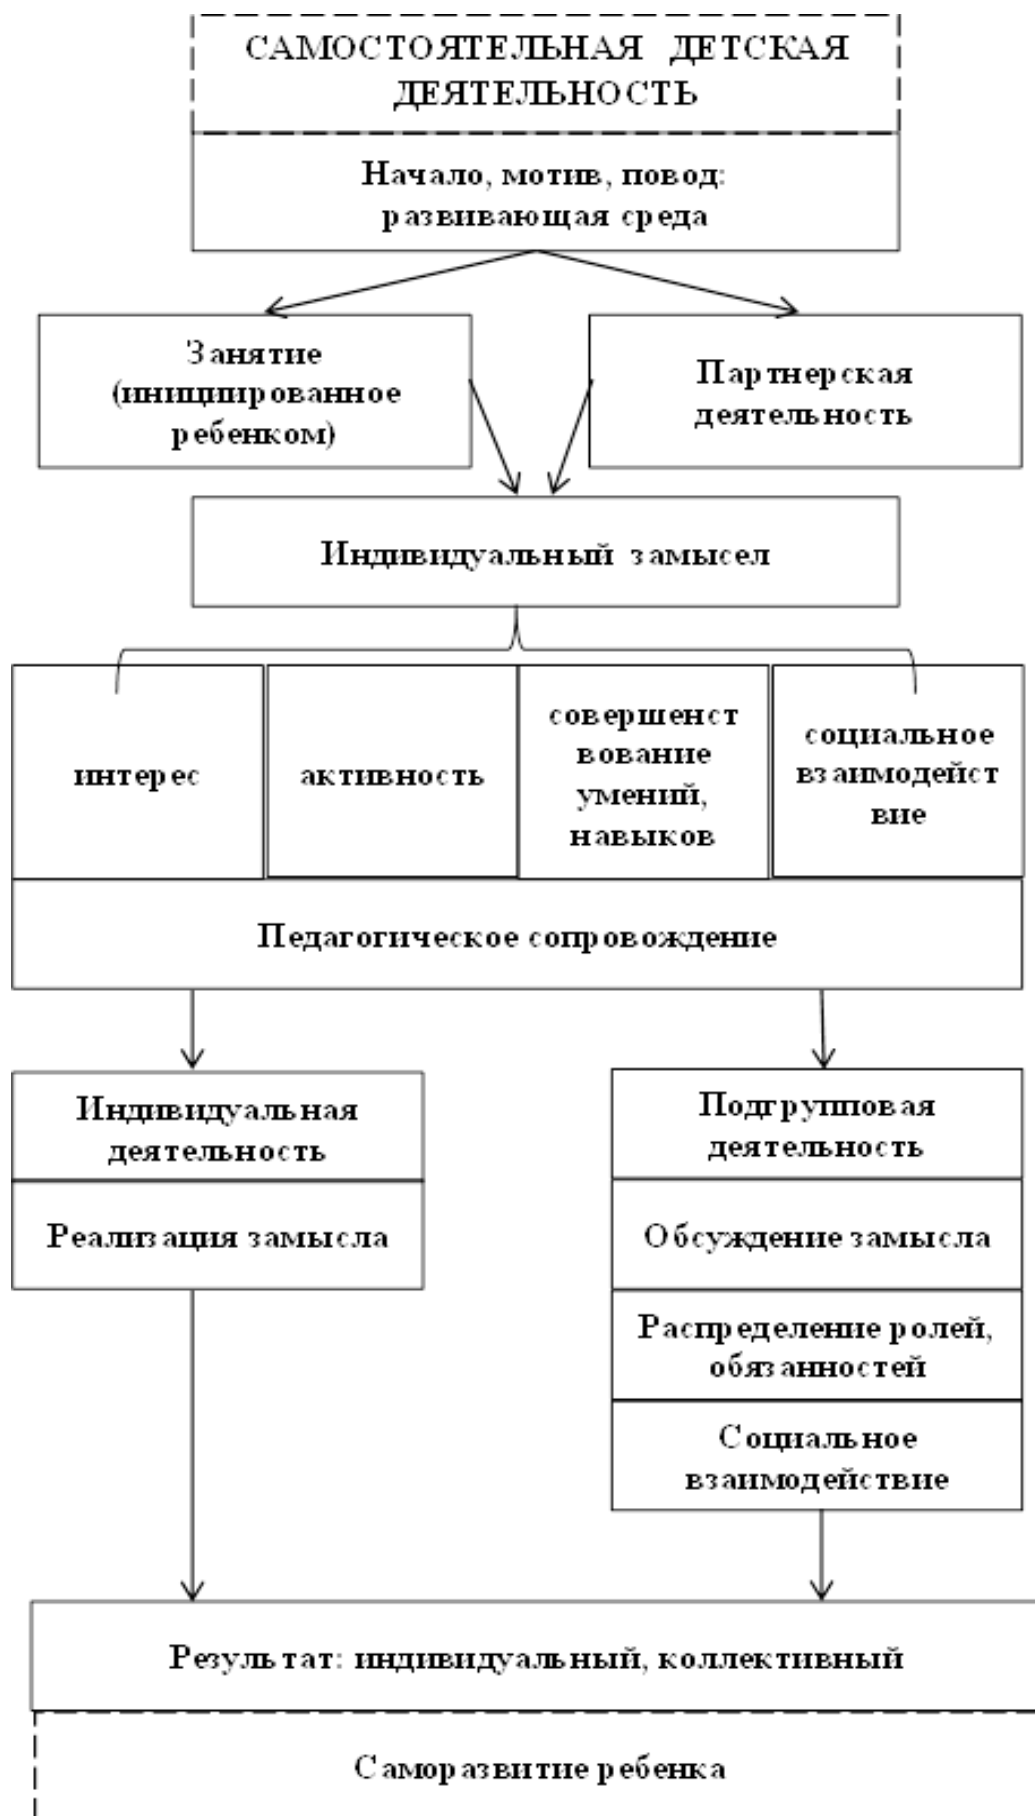 САМОСТОЯТЕЛЬНАЯ ДЕТСКАЯ
ДЕЯТЕЛЬНОСТЬ
Начало, мотив, повод:
развивающая среда
Занятие
(инициированное
ребенком)
Партнерская
деятельность
Индивидуальный замысел
интерес
активность
совершенст
вование
умений,
навыков
социальное
взаимодейст
вие
Педагогическое сопровождение
Индивидуальная
деятельность
Реализация замысла
Подгрупповая
деятельность
Обсуждение замысла
Распределение ролей,
обязанностей
Социальное
взаимодействие
Результат: индивидуальный, коллективный
Саморазвитие ребенка